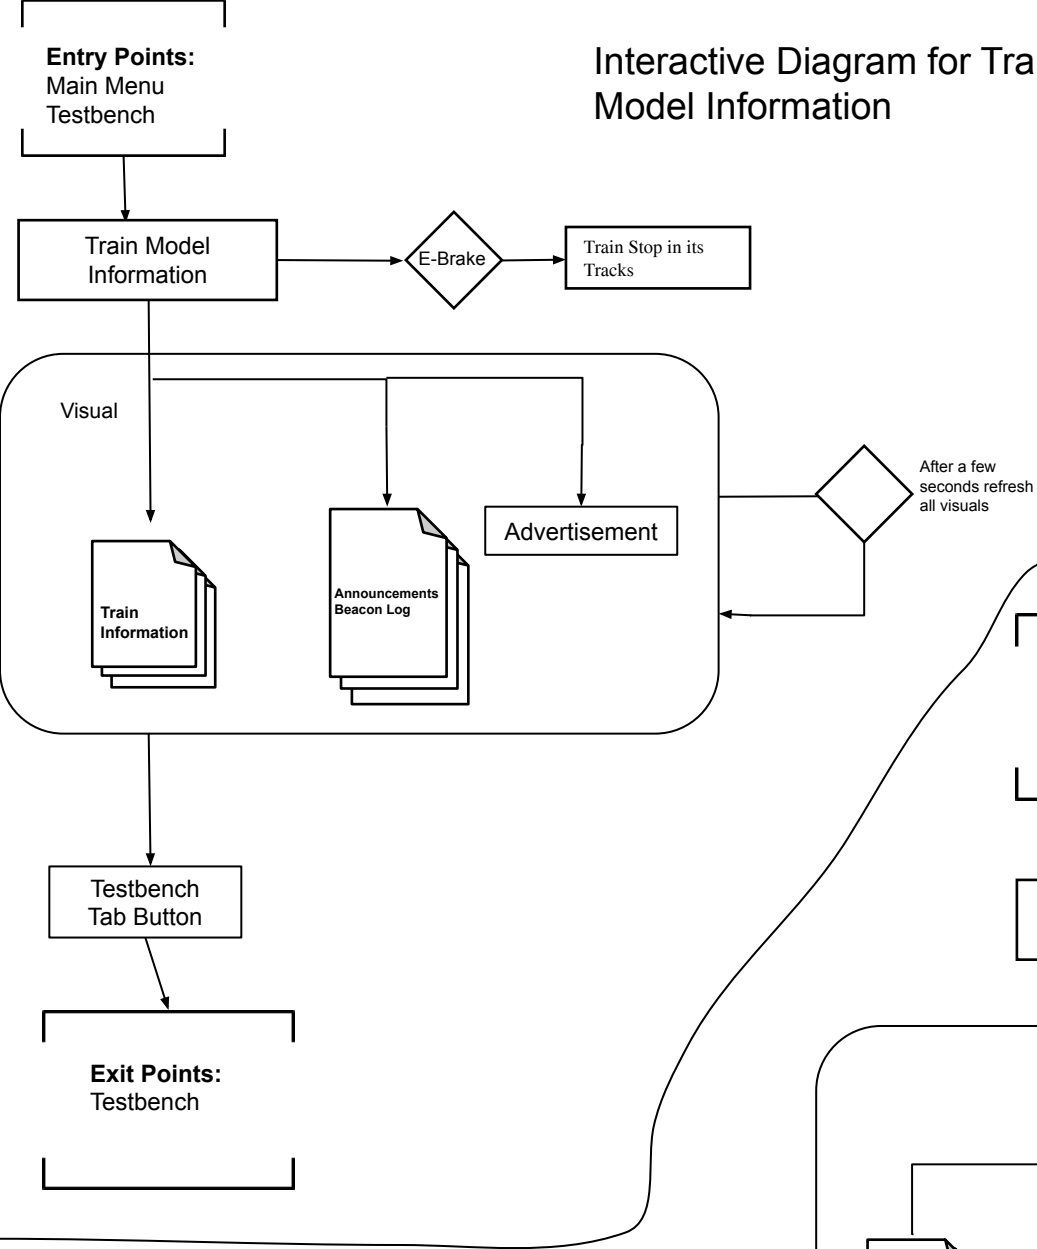 Entry Points:
Main Menu
Testbench
Interactive Diagram for Tra
Model Information
Train Model
Information
E-Brake
Train Stop in its
Tracks
Visual
After a few
seconds refresh
all visuals
Advertisement
Announcements
Beacon Log
Train
Information
Testbench
Tab Button
Exit Points:
Testbench